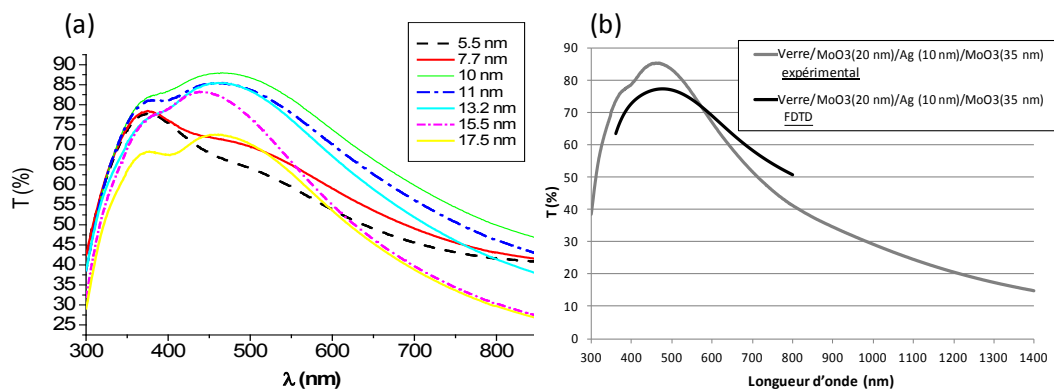 (a)
5.5 nm
7.7 nm
10 nm
11 nm
13.2 nm
15.5 nm
17.5 nm
90
85
80
75
70
65
60
55
50
45
40
35
30
25
T (%)
300 400 500 600 700 800
λ (nm)
(b)
Verre/MoO3(20 nm)/Ag (10 nm)/MoO3(35 nm)
expérimental
Verre/MoO3(20 nm)/Ag (10 nm)/MoO3(35 nm)
FDTD
90
80
70
60
50
40
30
20
10
0
T (%)
300 400 500 600 700 800 900 1000 1100 1200 1300 1400
Longueur d'onde (nm)